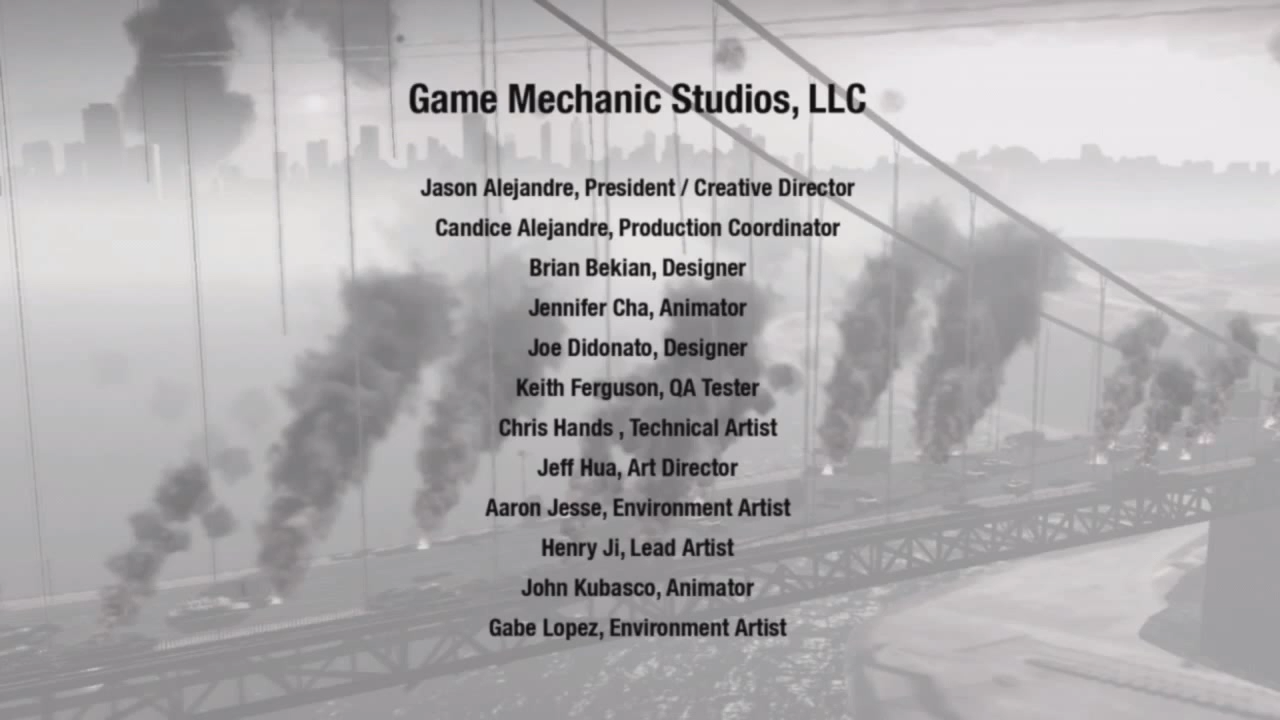 Game Mechanic Studios, LLC
Jason Alejandre, President / Creative Director
Candice Alejandre, Production Coordinator
Brian Bekian, Designer
Jennifer Cha, Animator
Joe Didonato, Designer
Keith Ferguson, QA Tester
Chris Hands , Technical Artist
Jeff Hua, Art Director
Aaron Jesse, Environment Artist
Henry Ji, Lead Artist
John Kubasco, Animator
Gabe Lopez, Environment Artist